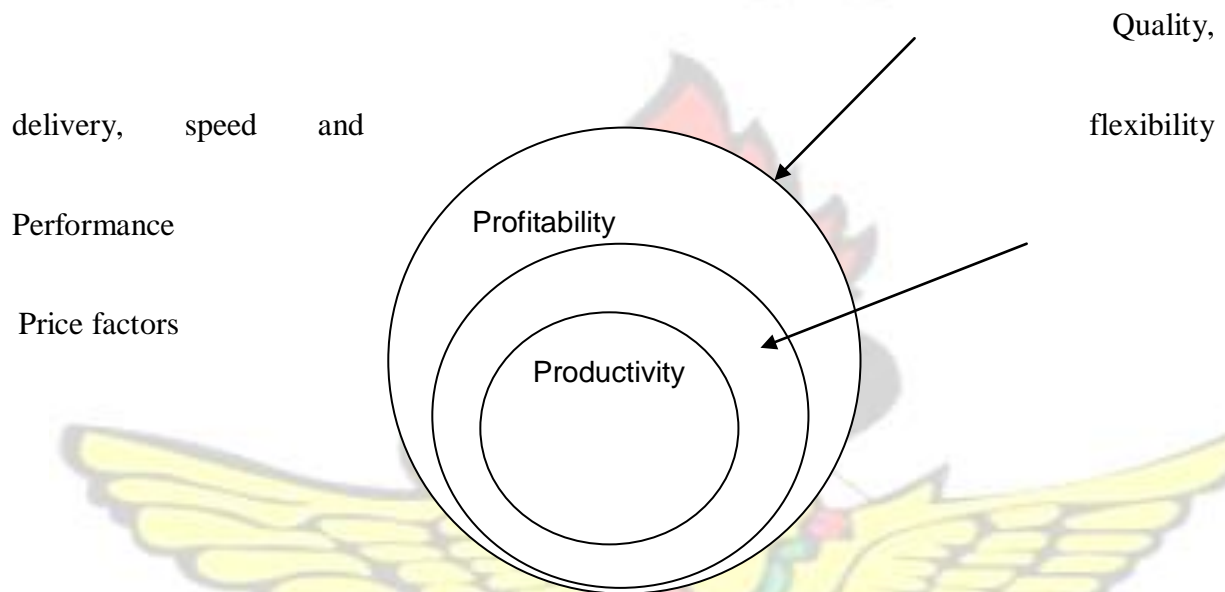 Quality,
delivery, speed and flexibility
Performance Profitability
Price factors
Productivity